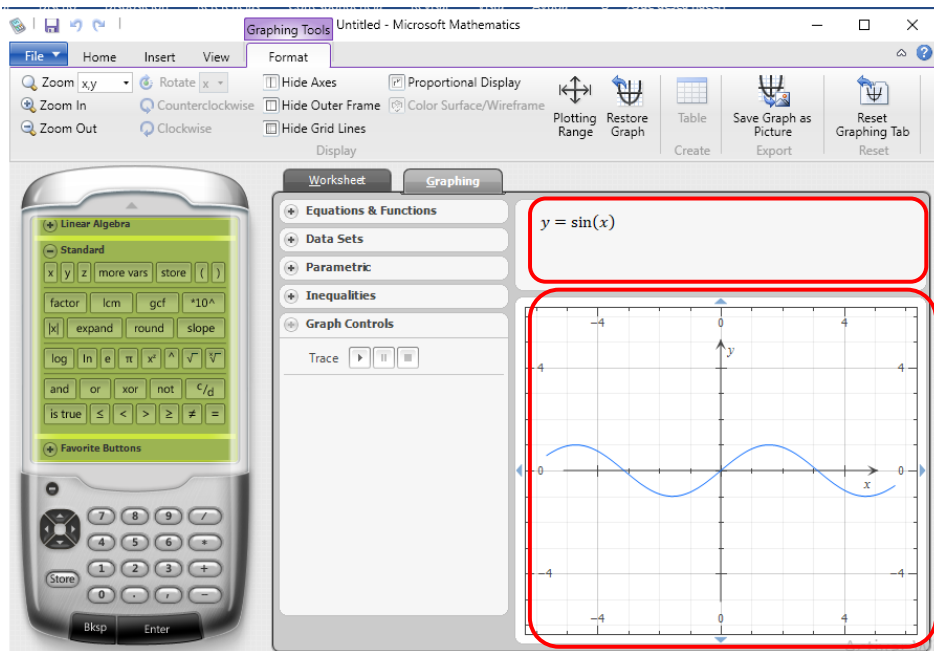 Untitled - Microsoft Mathematics
Graphing Tools
File Home Insert View Format
Zoom x,y Rotate x Hide Axes Proportional Display
Zoom In Counterclockwise Hide Outer Frame Color Surface/Wireframe
Zoom Out Clockwise Hide Grid Lines
Plotting Range
Restore Graph
Table
Save Graph as Picture
Reset Graphing Tab
Display Create Export Reset
Worksheet Graphing
Linear Algebra
Standard
x y z more vars store ( )
factor lcm gcf *10^
|x| expand round slope
log ln e π x² ^ √ ∜
and or xor not c/d
is true ≤ < > ≥ ≠ =
Favorite Buttons
7 8 9 /
4 5 6 *
Store 1 2 3 +
0 . , −
Bksp Enter
Equations & Functions
Data Sets
Parametric
Inequalities
Graph Controls
Trace
y = sin(x)
−4 0 4
y
4 4
0 0
x
−4 −4
−4 0 4